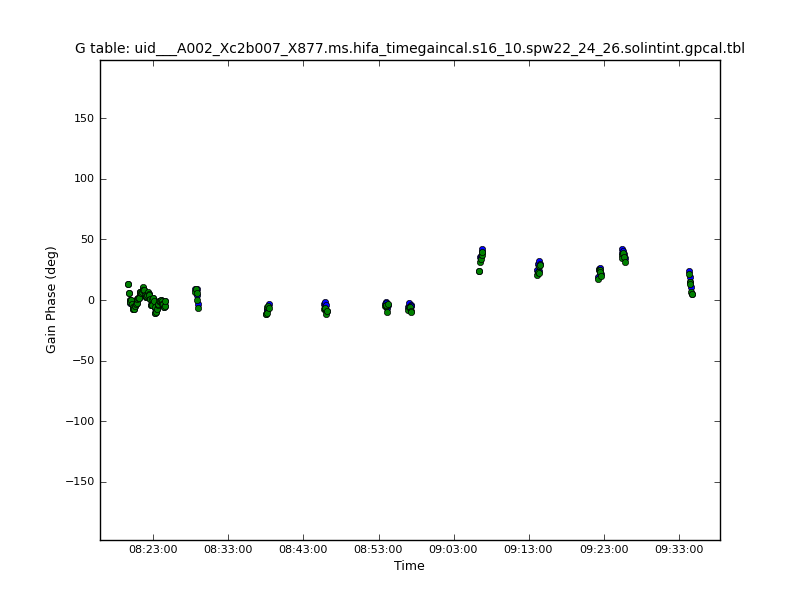 G table: uid___A002_Xc2b007_X877.ms.hifa_timegaincal.s16_10.spw22_24_26.solintint.gpcal.tbl
150
100
50
0
−50
−100
−150
Gain Phase (deg)
08:23:00 08:33:00 08:43:00 08:53:00 09:03:00 09:13:00 09:23:00 09:33:00
Time